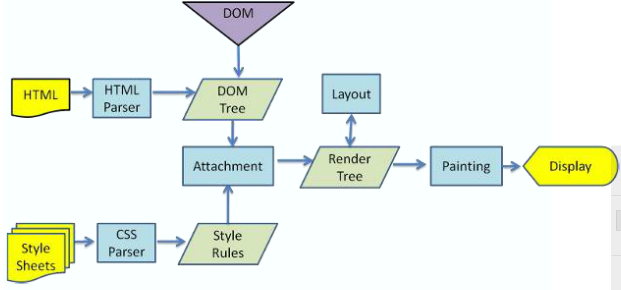 DOM
HTML
HTML
Parser
DOM
Tree
Layout
Attachment
Render
Tree
Painting
Display
Style
Sheets
CSS
Parser
Style
Rules